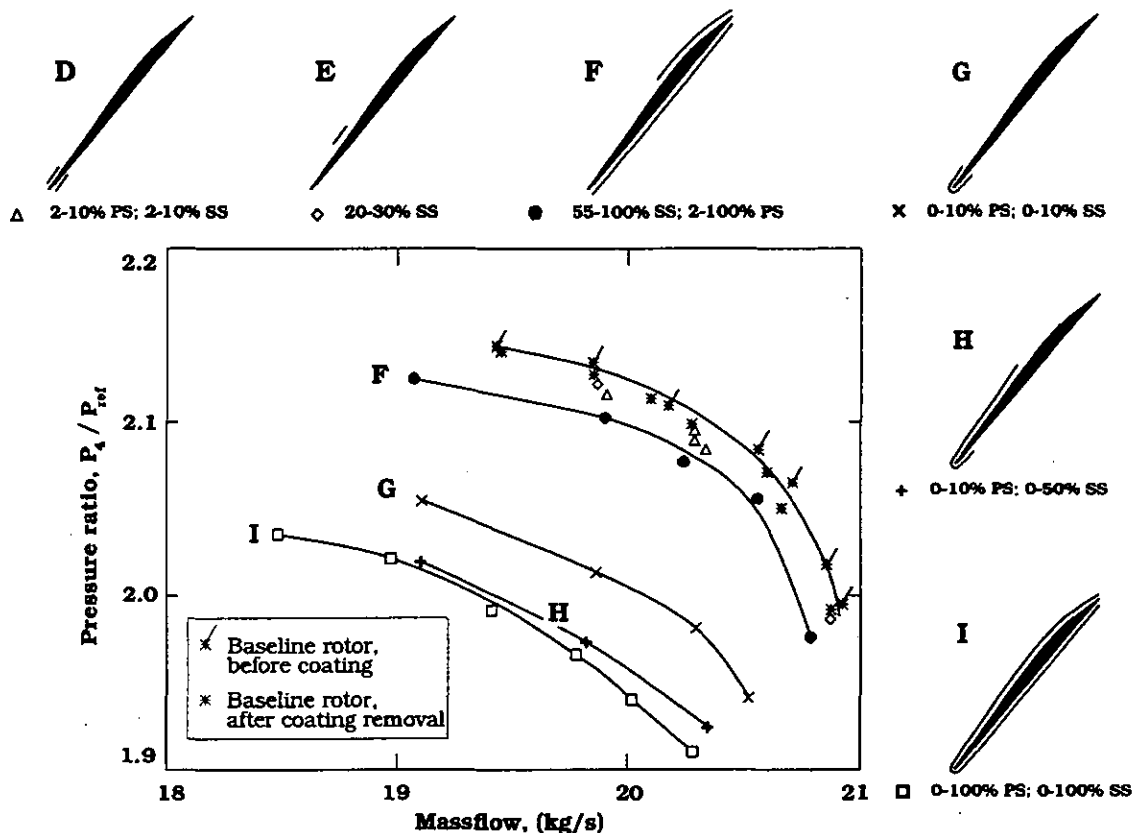 D
E
F
G
2-10% PS; 2-10% SS
20-30% SS
55-100% SS; 2-100% PS
0-10% PS; 0-10% SS
2.2
2.1
2.0
1.9
Pressure ratio, P4 / Pref
F
G
I
H
Baseline rotor,
before coating
Baseline rotor,
after coating removal
18
19
20
21
Massflow, (kg/s)
H
0-10% PS; 0-50% SS
I
0-100% PS; 0-100% SS